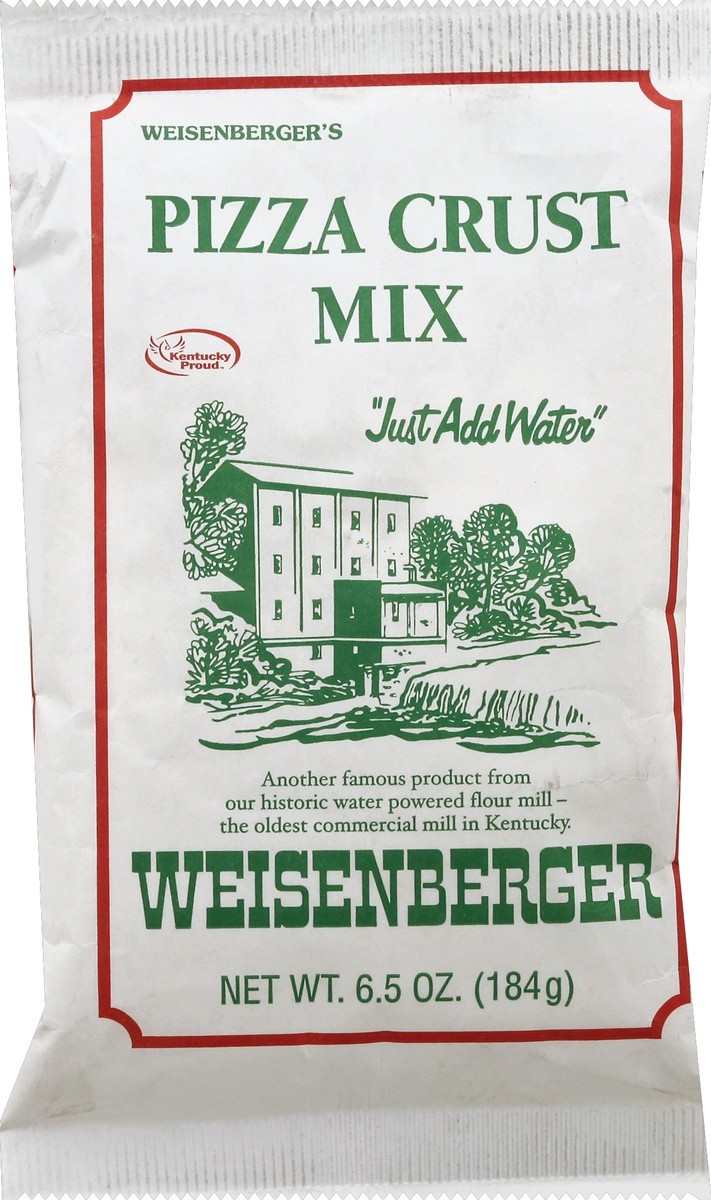 WEISENBERGER'S
PIZZA CRUST
MIX
Kentucky
Proud™
"Just Add Water"
Another famous product from
our historic water powered flour mill –
the oldest commercial mill in Kentucky.
WEISENBERGER
NET WT. 6.5 OZ. (184g)